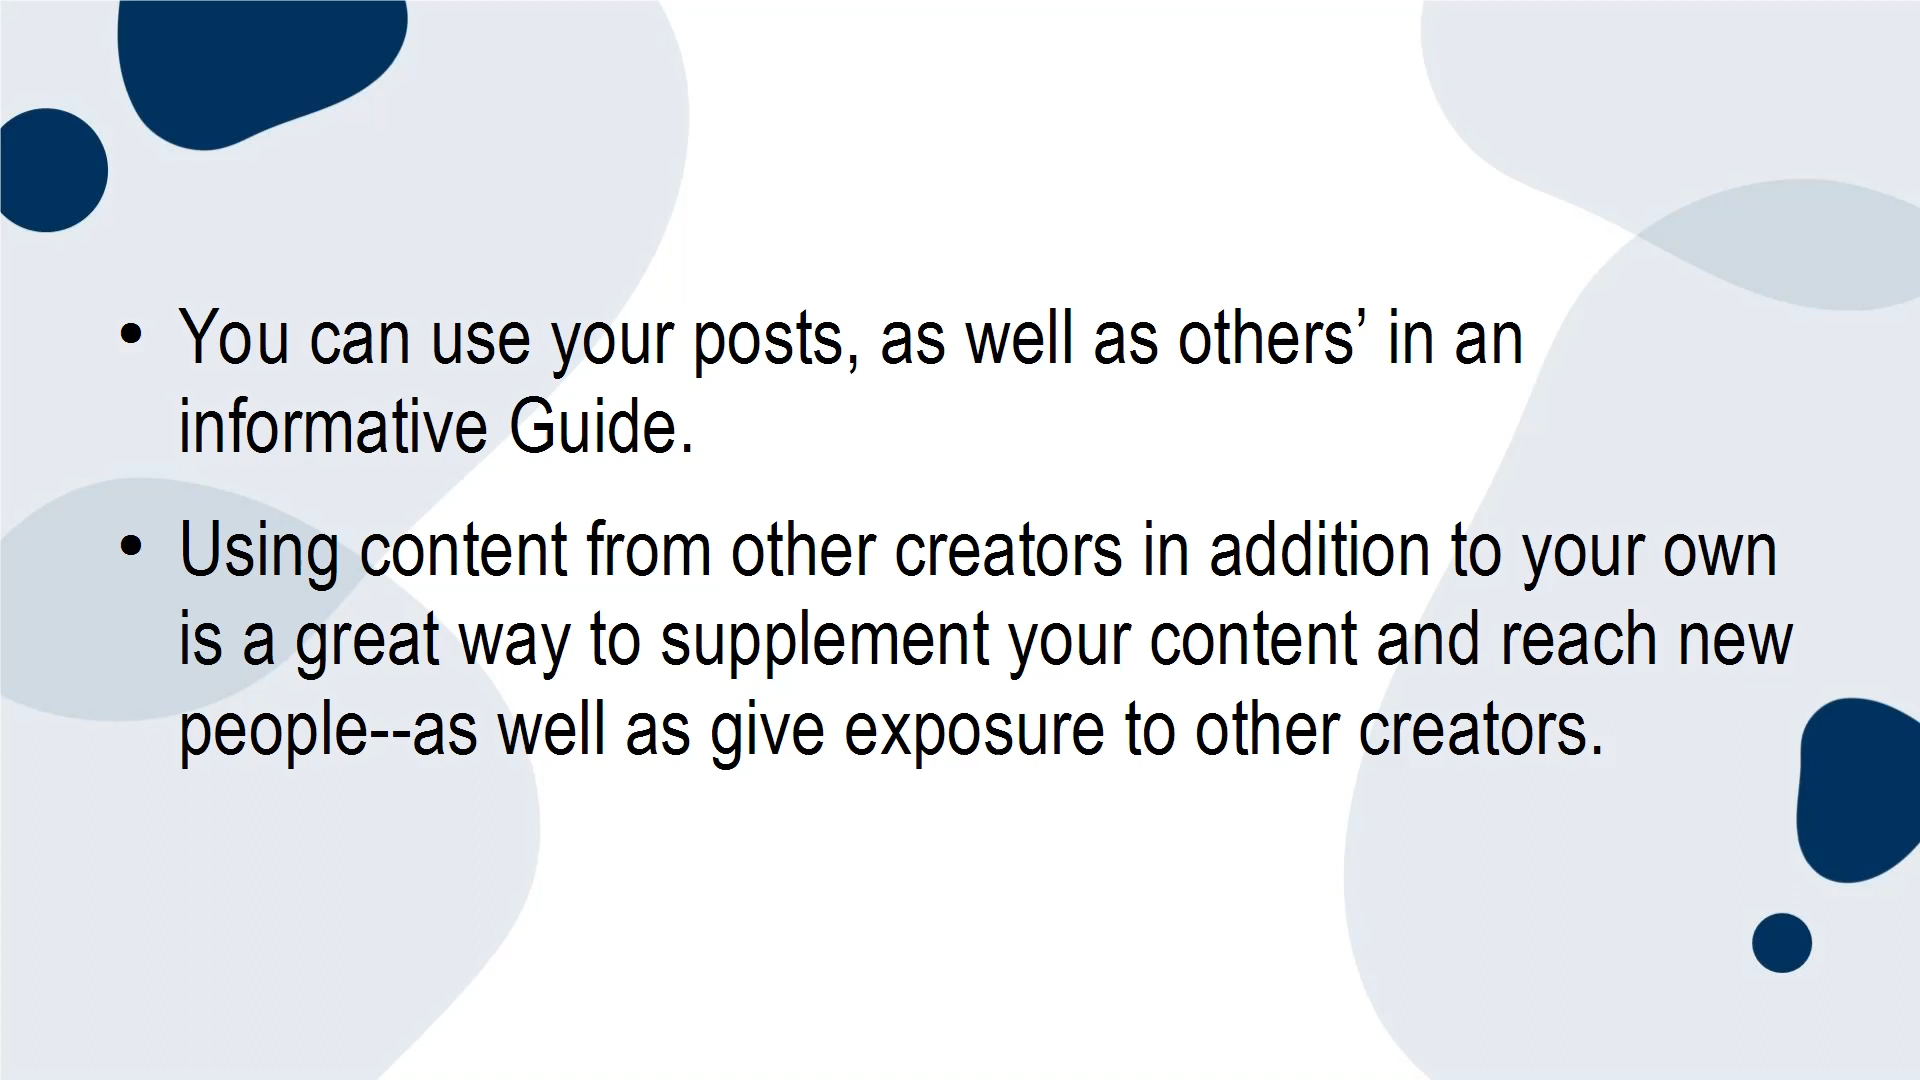 • You can use your posts, as well as others’ in an
informative Guide.
• Using content from other creators in addition to your own
is a great way to supplement your content and reach new
people--as well as give exposure to other creators.